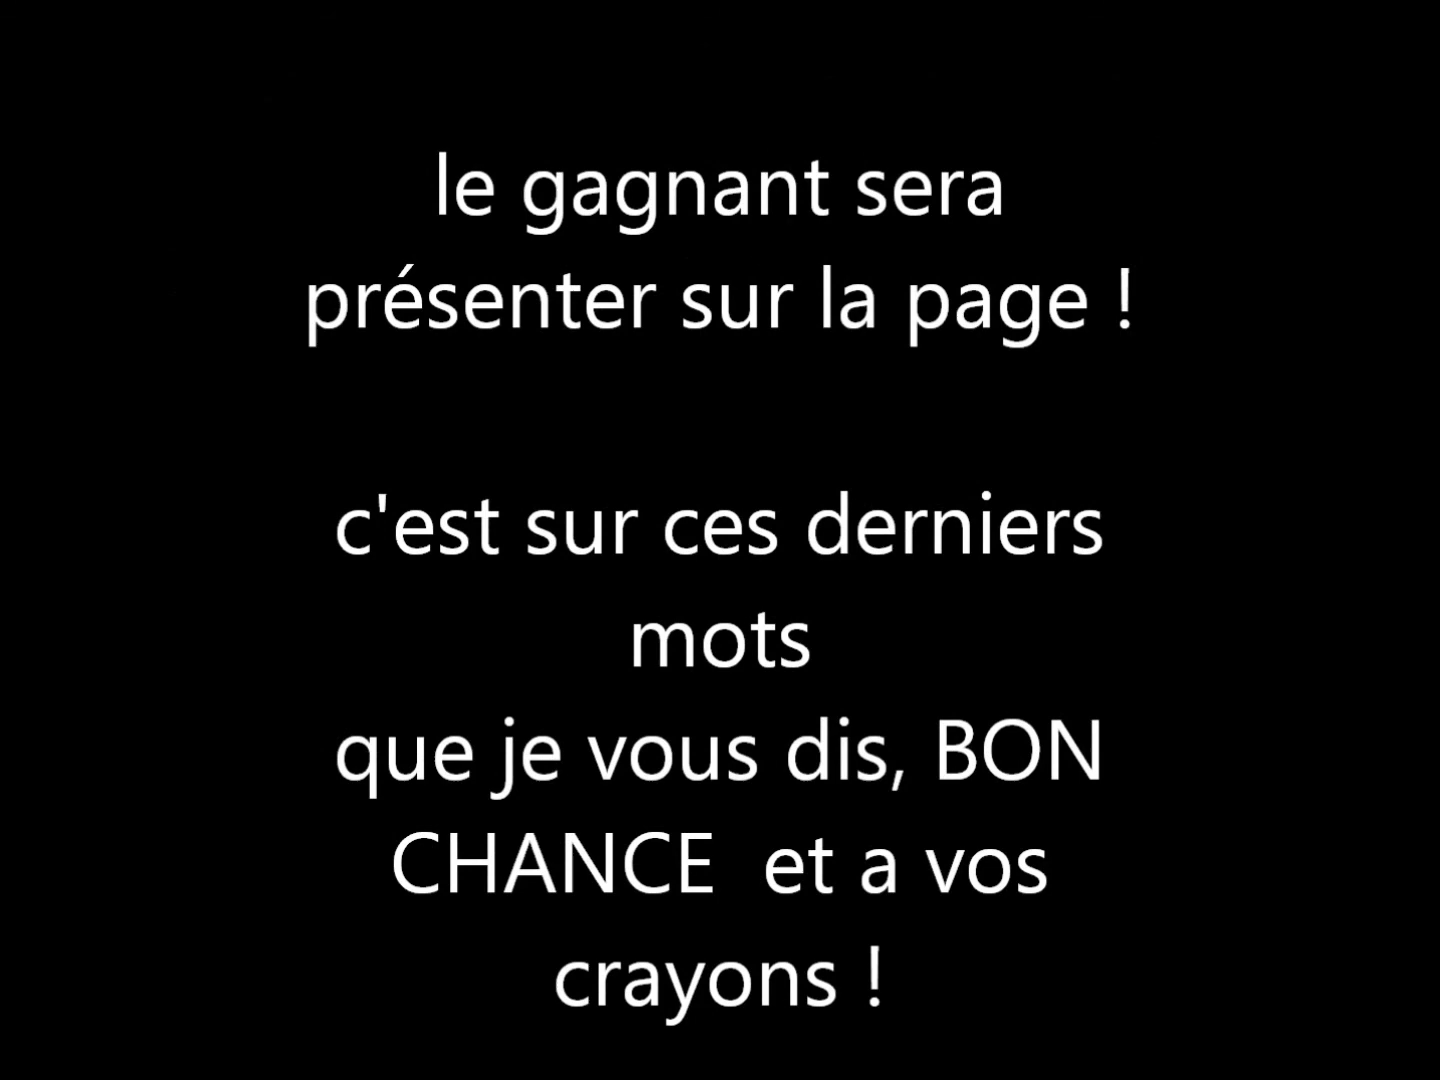 le gagnant sera
présenter sur la page !
c'est sur ces derniers
mots
que je vous dis, BON
CHANCE  et a vos
crayons !